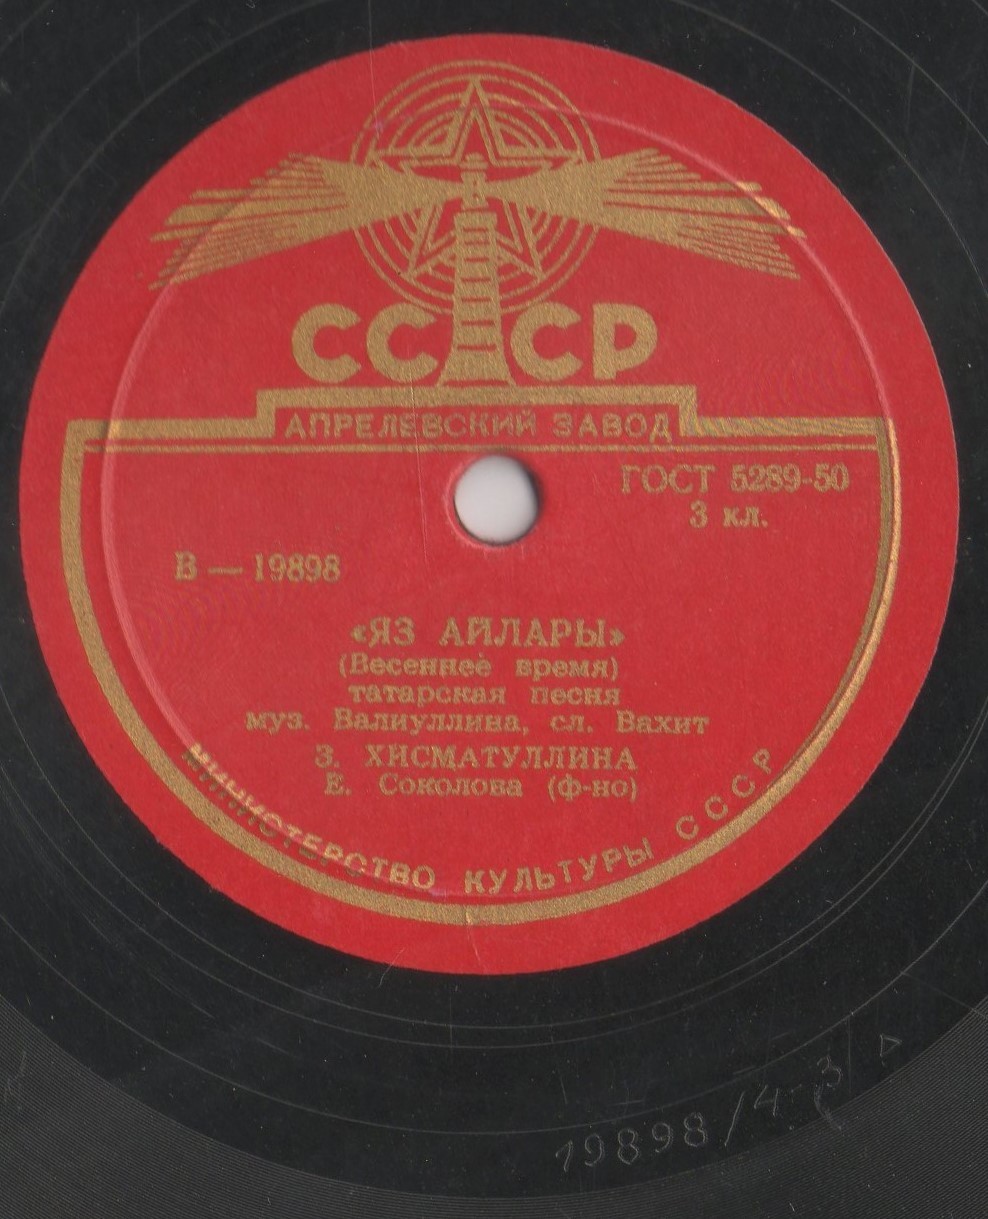 СССР
АПРЕЛЕВСКИЙ ЗАВОД
ГОСТ 5289-50
3 кл.
В — 19898
«ЯЗ АЙЛАРЫ»
(Весеннее время)
татарская песня
муз. Валиуллина, сл. Вахит
З. ХИСМАТУЛЛИНА
Е. Соколова (ф-но)
МИНИСТЕРСТВО КУЛЬТУРЫ СССР
19898/4-3/